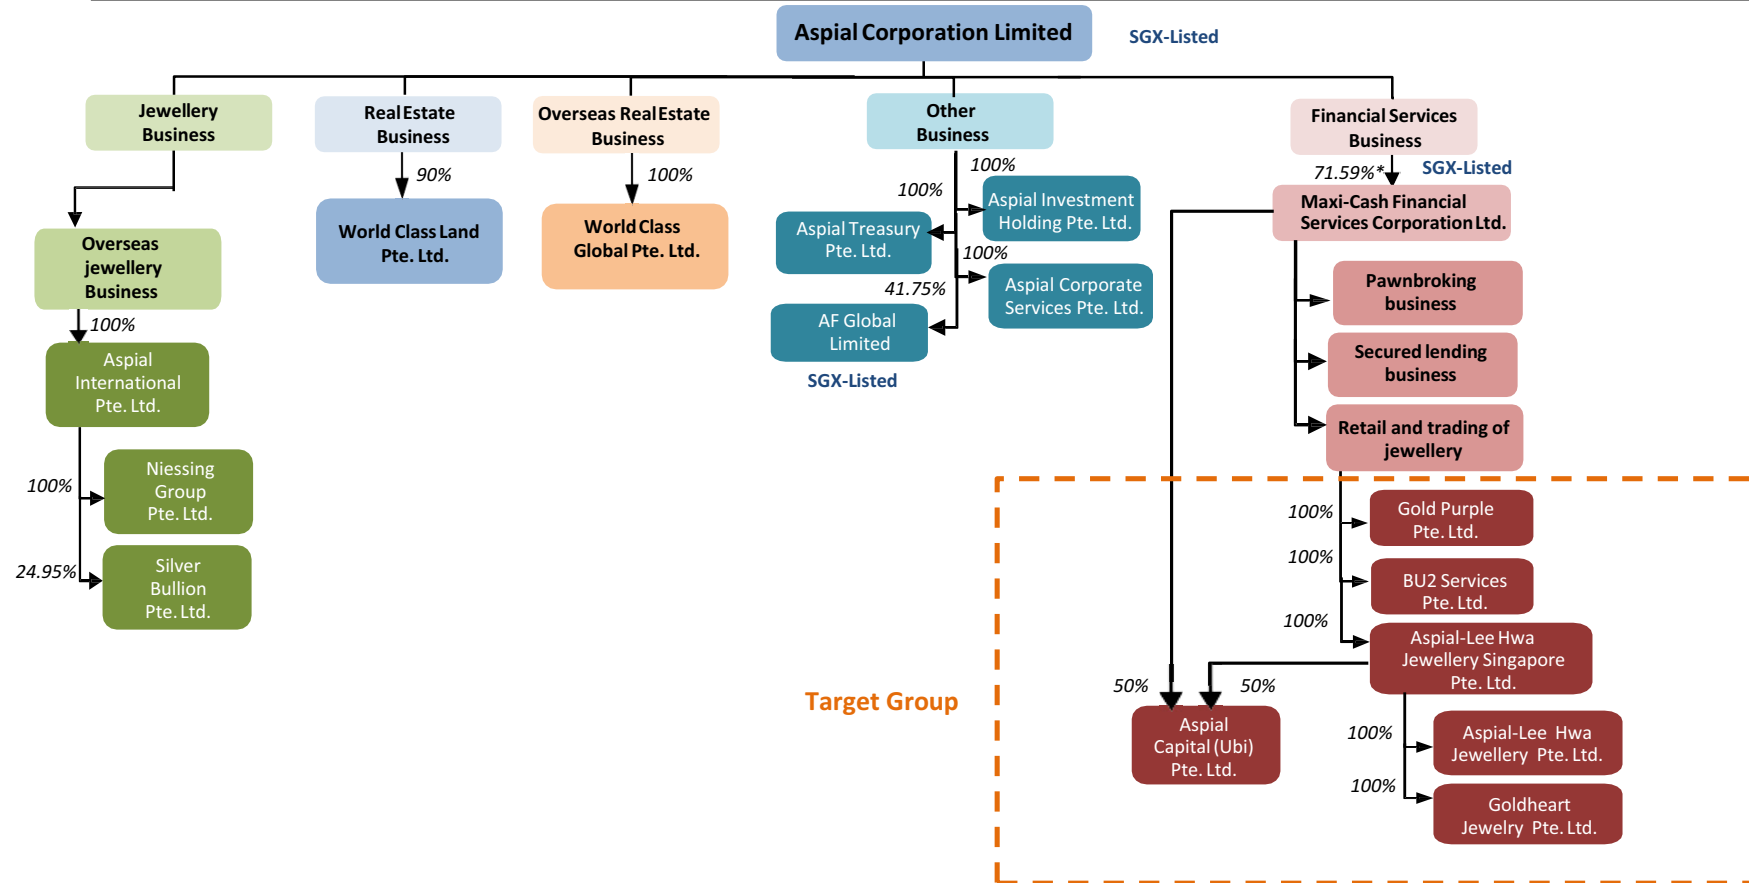 Aspial Corporation Limited
SGX-Listed
Jewellery
Business
Real Estate
Business
Overseas Real Estate
Business
Other
Business
Financial Services
Business
90%
100%
100%
100%
71.59%*
SGX-Listed
Overseas
jewellery
Business
World Class Land
Pte. Ltd.
World Class
Global Pte. Ltd.
Aspial Investment
Holding Pte. Ltd.
Aspial Treasury
Pte. Ltd.
100%
Aspial Corporate
Services Pte. Ltd.
41.75%
AF Global
Limited
SGX-Listed
Maxi-Cash Financial
Services Corporation Ltd.
Pawnbroking
business
Secured lending
business
Retail and trading of
jewellery
100%
Aspial
International
Pte. Ltd.
100%
Niessing
Group
Pte. Ltd.
24.95%
Silver
Bullion
Pte. Ltd.
100%
Gold Purple
Pte. Ltd.
100%
BU2 Services
Pte. Ltd.
100%
Aspial-Lee Hwa
Jewellery Singapore
Pte. Ltd.
Target Group
50%
50%
Aspial
Capital (Ubi)
Pte. Ltd.
100%
Aspial-Lee Hwa
Jewellery Pte. Ltd.
100%
Goldheart
Jewelry Pte. Ltd.